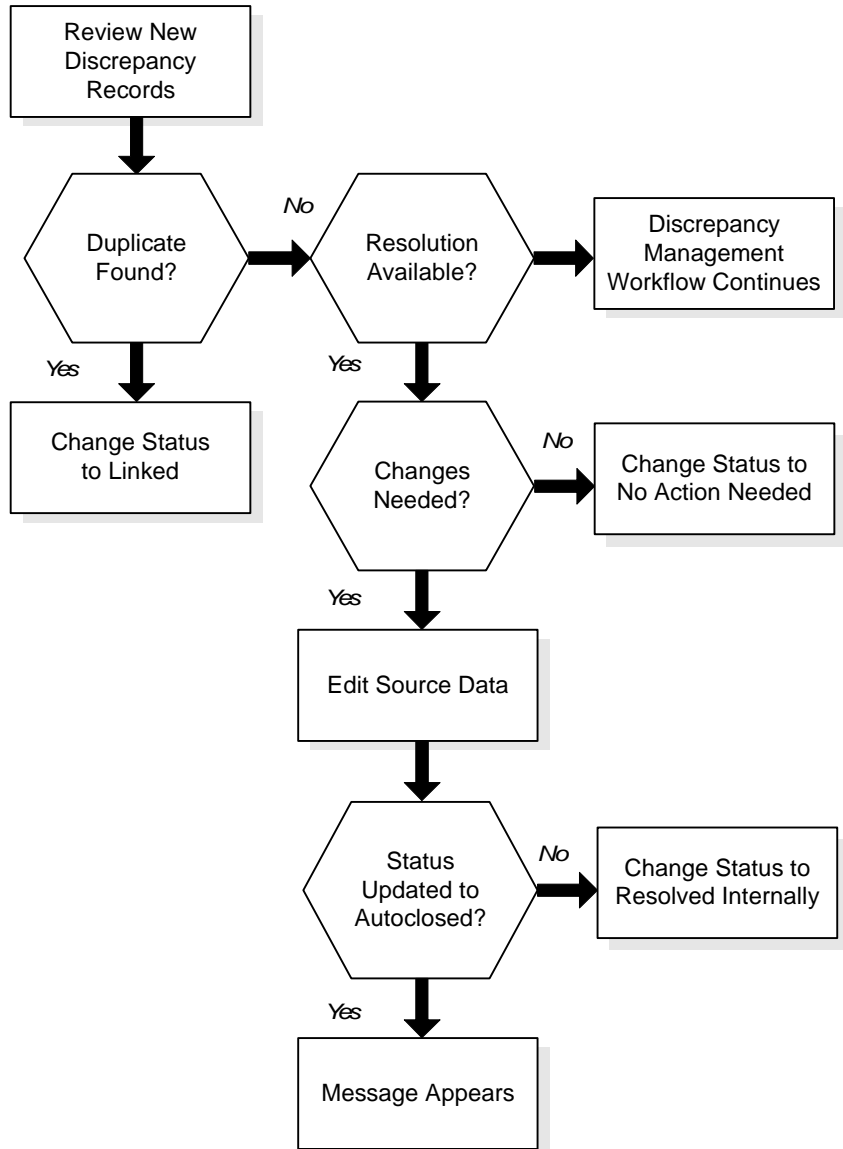 Review New
Discrepancy
Records
No
Duplicate
Found?
Resolution
Available?
Discrepancy
Management
Workflow Continues
Yes
Yes
Change Status
to Linked
Changes
Needed?
No
Change Status to
No Action Needed
Yes
Edit Source Data
Status
Updated to
Autoclosed?
No
Change Status to
Resolved Internally
Yes
Message Appears